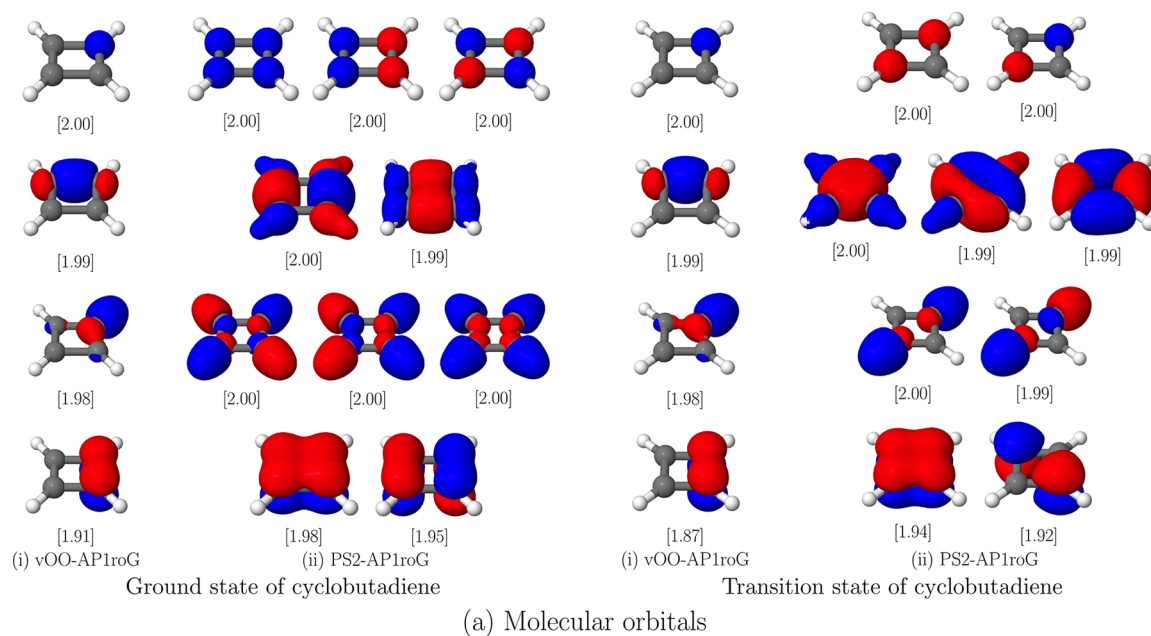 [2.00] [2.00] [2.00] [2.00] [2.00] [2.00] [2.00]
[1.99] [2.00] [1.99] [1.99] [2.00] [1.99] [1.99]
[1.98] [2.00] [2.00] [2.00] [1.98] [2.00] [1.99]
[1.91] [1.98] [1.95] [1.87] [1.94] [1.92]
(i) vOO-AP1roG (ii) PS2-AP1roG (i) vOO-AP1roG (ii) PS2-AP1roG
Ground state of cyclobutadiene Transition state of cyclobutadiene
(a) Molecular orbitals